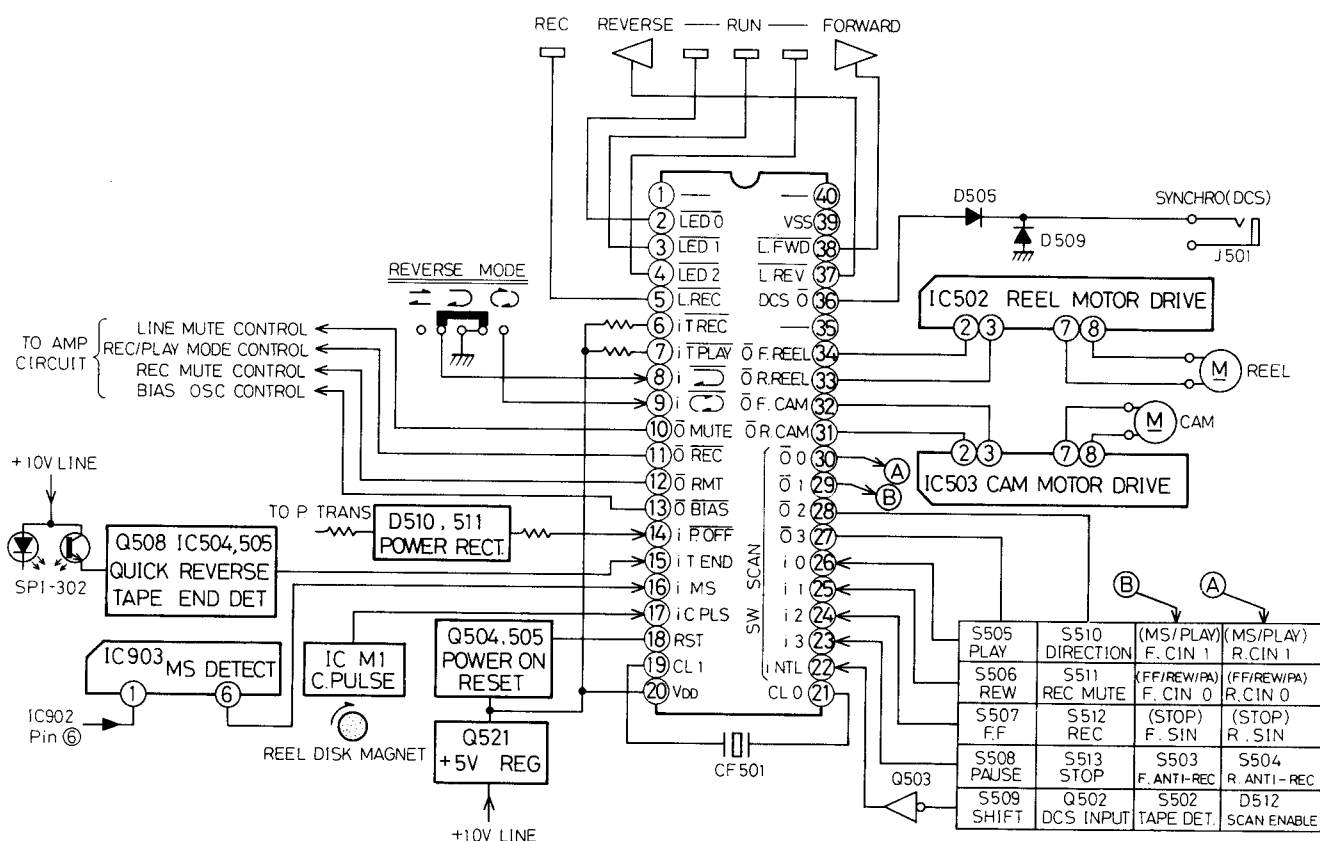 REC REVERSE — RUN — FORWARD
REVERSE MODE
TO AMP
CIRCUIT
LINE MUTE CONTROL
REC/PLAY MODE CONTROL
REC MUTE CONTROL
BIAS OSC CONTROL
+10V LINE
SPI-302
Q508 IC504,505
QUICK REVERSE
TAPE END DET
TO P TRANS
D510, 511
POWER RECT.
IC903
MS DETECT
1 6
IC902
Pin ⑥
IC M1
C.PULSE
REEL DISK MAGNET
Q504,505
POWER ON
RESET
Q521
+5V REG
+10V LINE
CF501
1 —
2 LED 0
3 LED 1
4 LED 2
5 L.REC
6 i T REC
7 i T PLAY
8 i
9 i
10 O MUTE
11 O REC
12 O RMT
13 O BIAS
14 i P.OFF
15 i T END
16 i MS
17 i C PLS
18 RST
19 CL 1
20 VDD
— 40
VSS 39
L.FWD 38
L.REV 37
DCS O 36
— 35
O F.REEL 34
O R.REEL 33
O F.CAM 32
O R.CAM 31
O 0 30
O 1 29
O 2 28
O 3 27
i 0 26
i 1 25
i 2 24
i 3 23
i NTL 22
CL 0 21
SW SCAN
A
B
D505
D509
SYNCHRO(DCS)
J501
IC502 REEL MOTOR DRIVE
2 3 7 8
M REEL
M CAM
2 3 7 8
IC503 CAM MOTOR DRIVE
Q503
B A
S505 S510 (MS/PLAY) (MS/PLAY)
PLAY DIRECTION F. CIN 1 R.CIN 1
S506 S511 (FF/REW/PA) (FF/REW/PA)
REW REC MUTE F. CIN 0 R.CIN 0
S507 S512 (STOP) (STOP)
F.F REC F. SIN R. SIN
S508 S513 S503 S504
PAUSE STOP F. ANTI-REC R. ANTI-REC
S509 Q502 S502 D512
SHIFT DCS INPUT TAPE DET. SCAN ENABLE